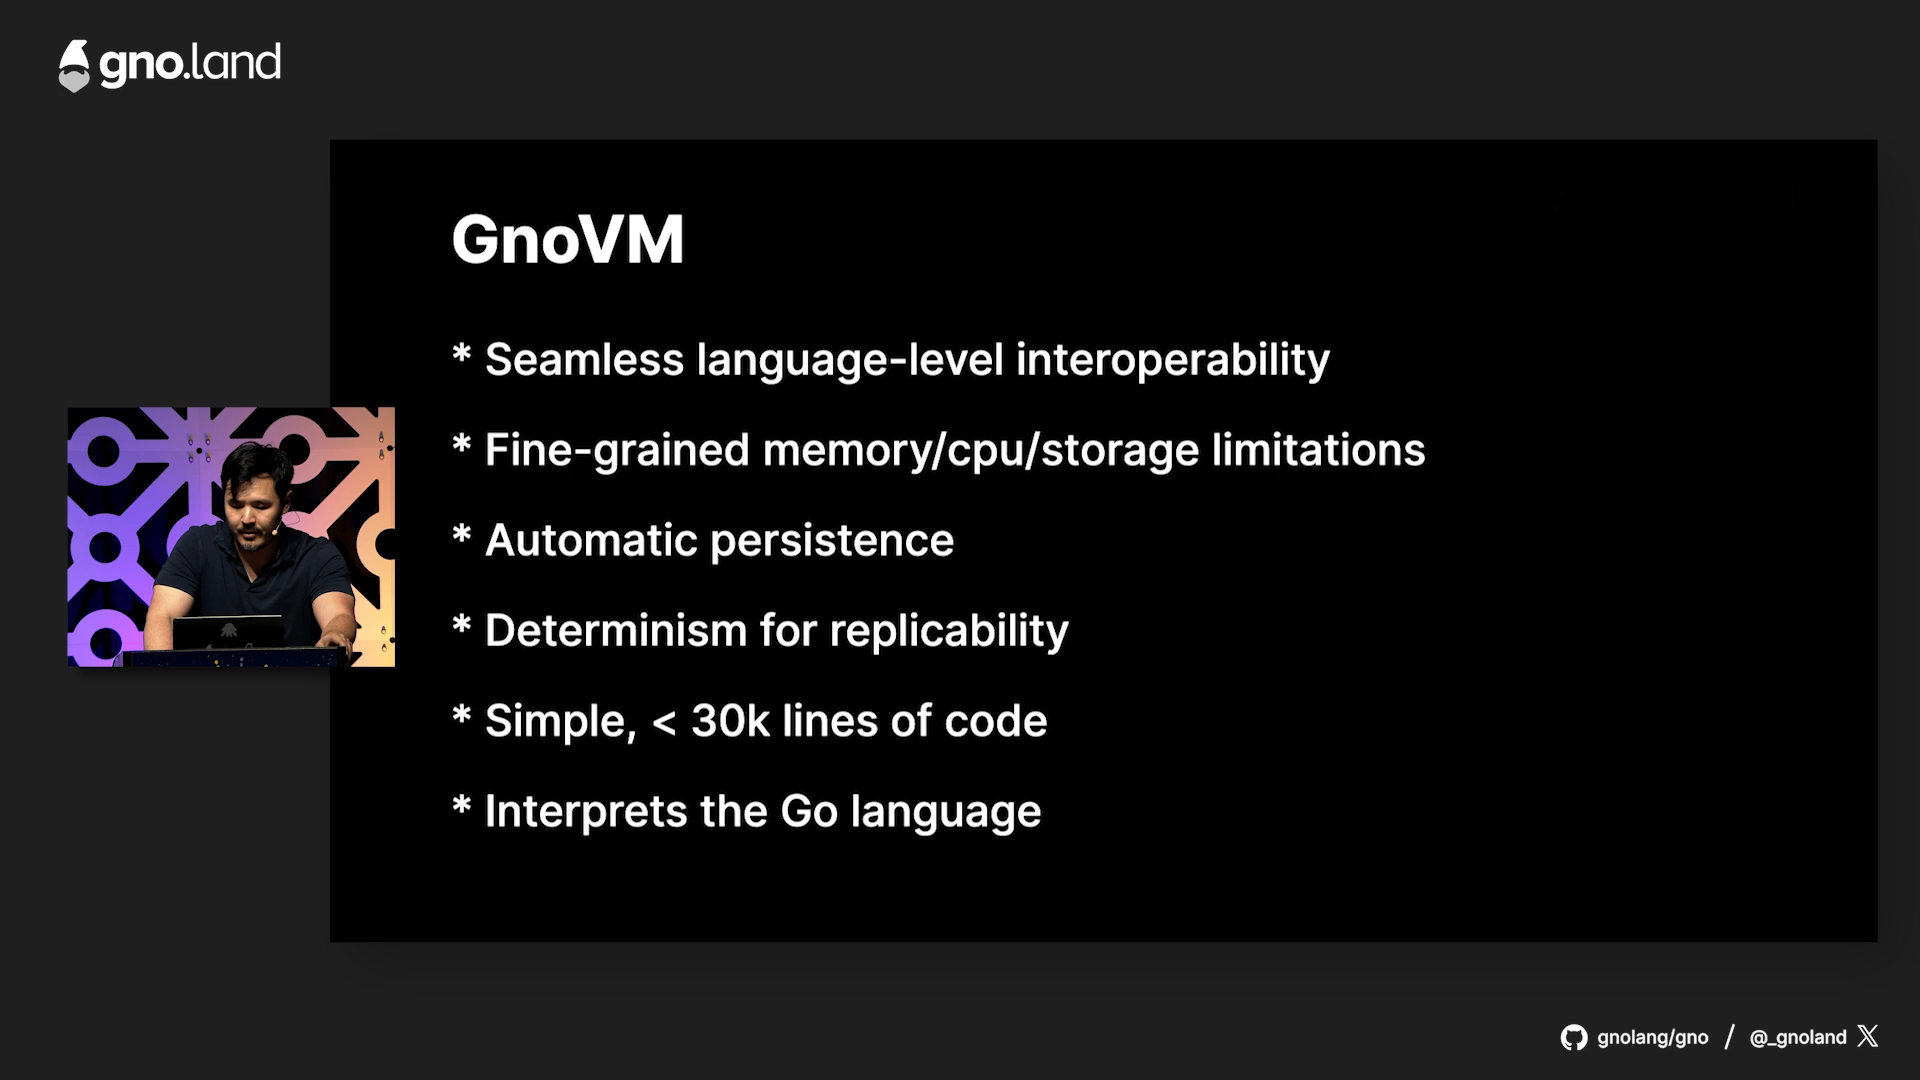 gno.land
GnoVM
* Seamless language-level interoperability
* Fine-grained memory/cpu/storage limitations
* Automatic persistence
* Determinism for replicability
* Simple, < 30k lines of code
* Interprets the Go language
gnolang/gno / @_gnoland X